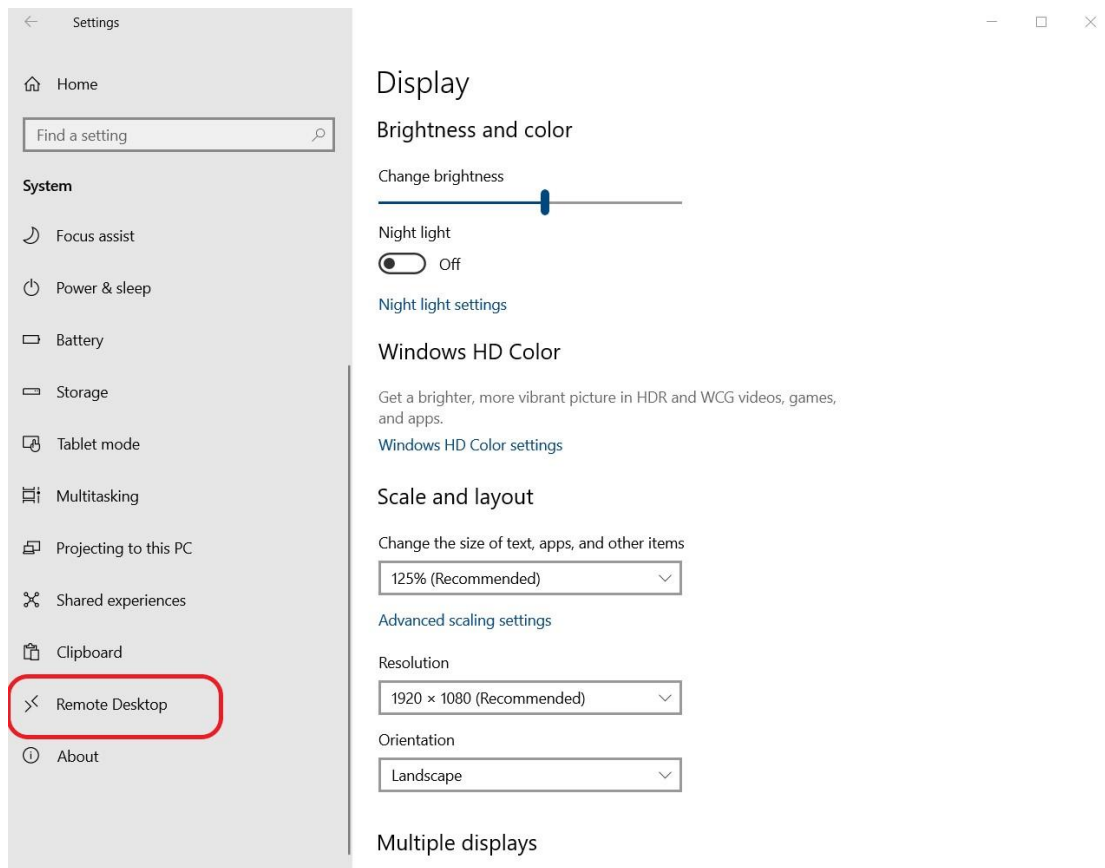 Settings
Home
Find a setting
System
Focus assist
Power & sleep
Battery
Storage
Tablet mode
Multitasking
Projecting to this PC
Shared experiences
Clipboard
Remote Desktop
About
Display
Brightness and color
Change brightness
Night light
Off
Night light settings
Windows HD Color
Get a brighter, more vibrant picture in HDR and WCG videos, games,
and apps.
Windows HD Color settings
Scale and layout
Change the size of text, apps, and other items
125% (Recommended)
Advanced scaling settings
Resolution
1920 × 1080 (Recommended)
Orientation
Landscape
Multiple displays